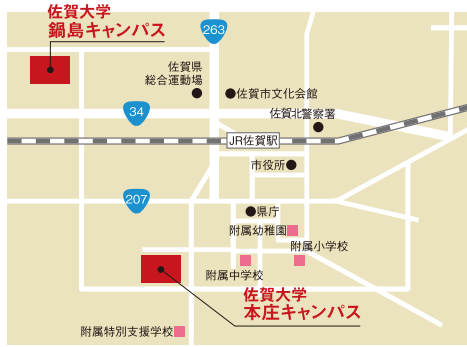 佐賀大学
鍋島キャンパス
263
佐賀県
総合運動場
佐賀市文化会館
34
佐賀北警察署
JR佐賀駅
市役所
207
県庁
附属幼稚園
附属小学校
附属中学校
佐賀大学
本庄キャンパス
附属特別支援学校